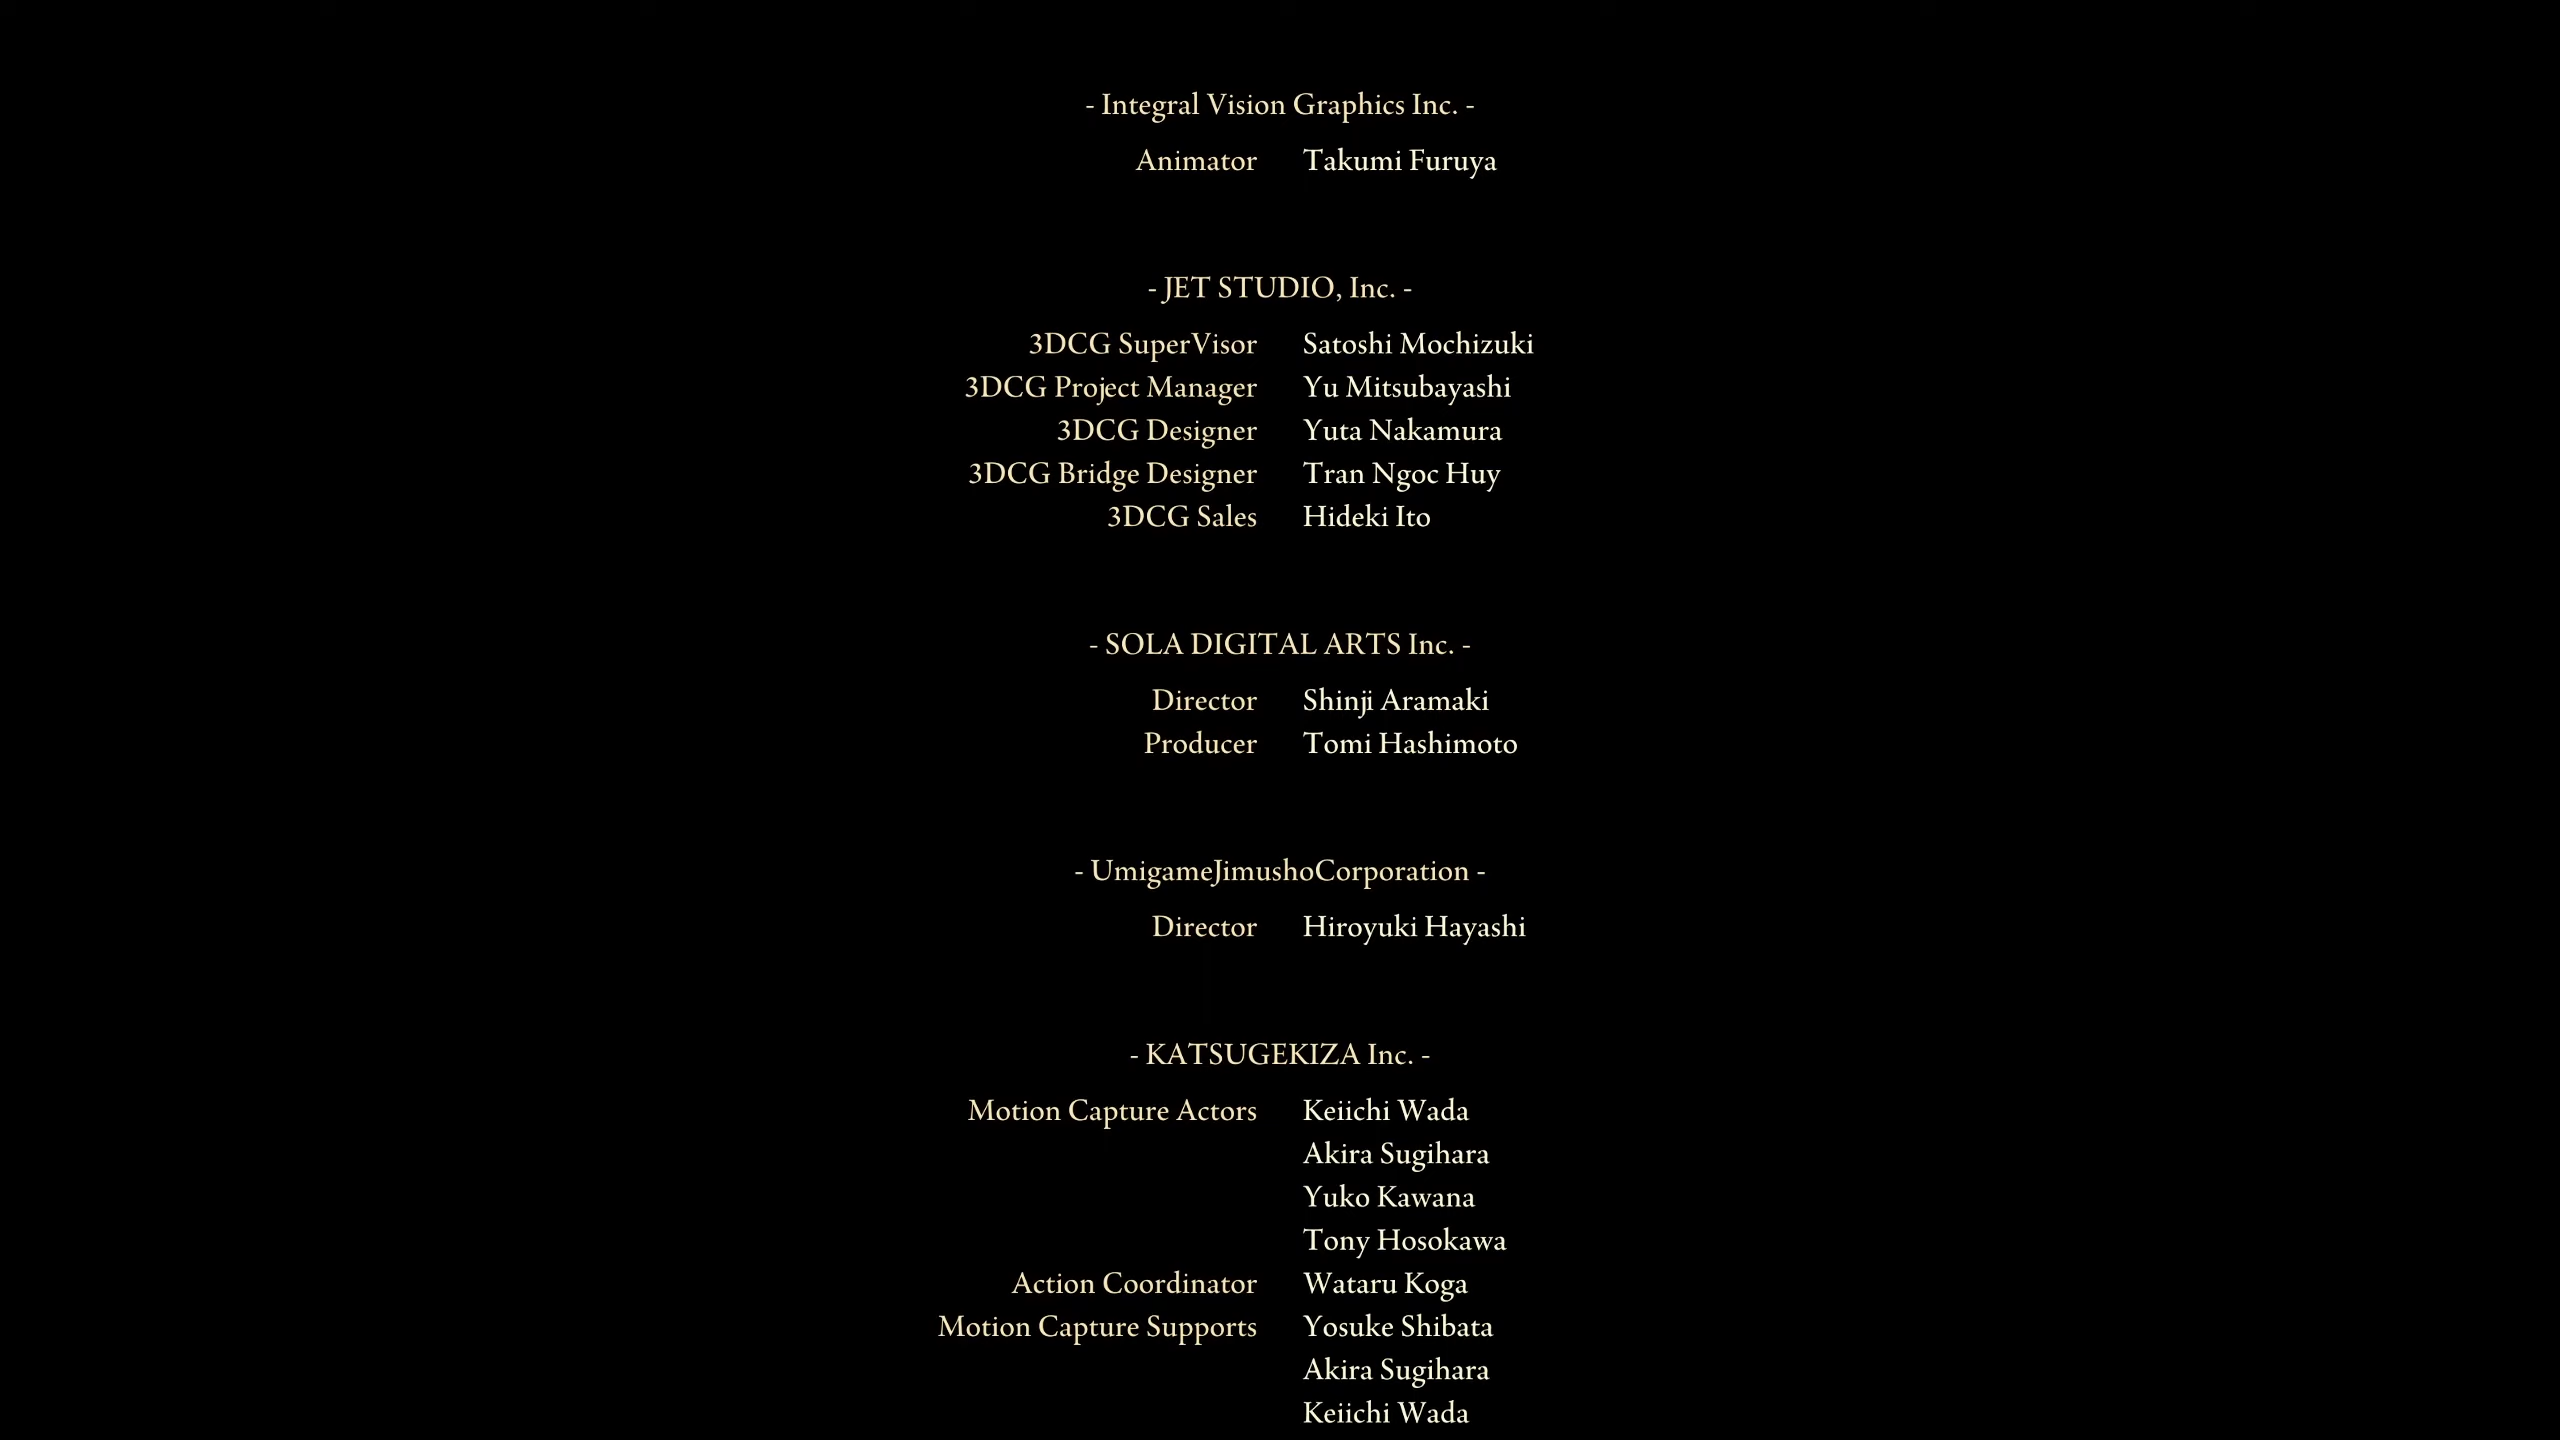 - Integral Vision Graphics Inc. -
Animator Takumi Furuya
- JET STUDIO, Inc. -
3DCG SuperVisor Satoshi Mochizuki
3DCG Project Manager Yu Mitsubayashi
3DCG Designer Yuta Nakamura
3DCG Bridge Designer Tran Ngoc Huy
3DCG Sales Hideki Ito
- SOLA DIGITAL ARTS Inc. -
Director Shinji Aramaki
Producer Tomi Hashimoto
- UmigameJimushoCorporation -
Director Hiroyuki Hayashi
- KATSUGEKIZA Inc. -
Motion Capture Actors Keiichi Wada
Akira Sugihara
Yuko Kawana
Tony Hosokawa
Action Coordinator Wataru Koga
Motion Capture Supports Yosuke Shibata
Akira Sugihara
Keiichi Wada